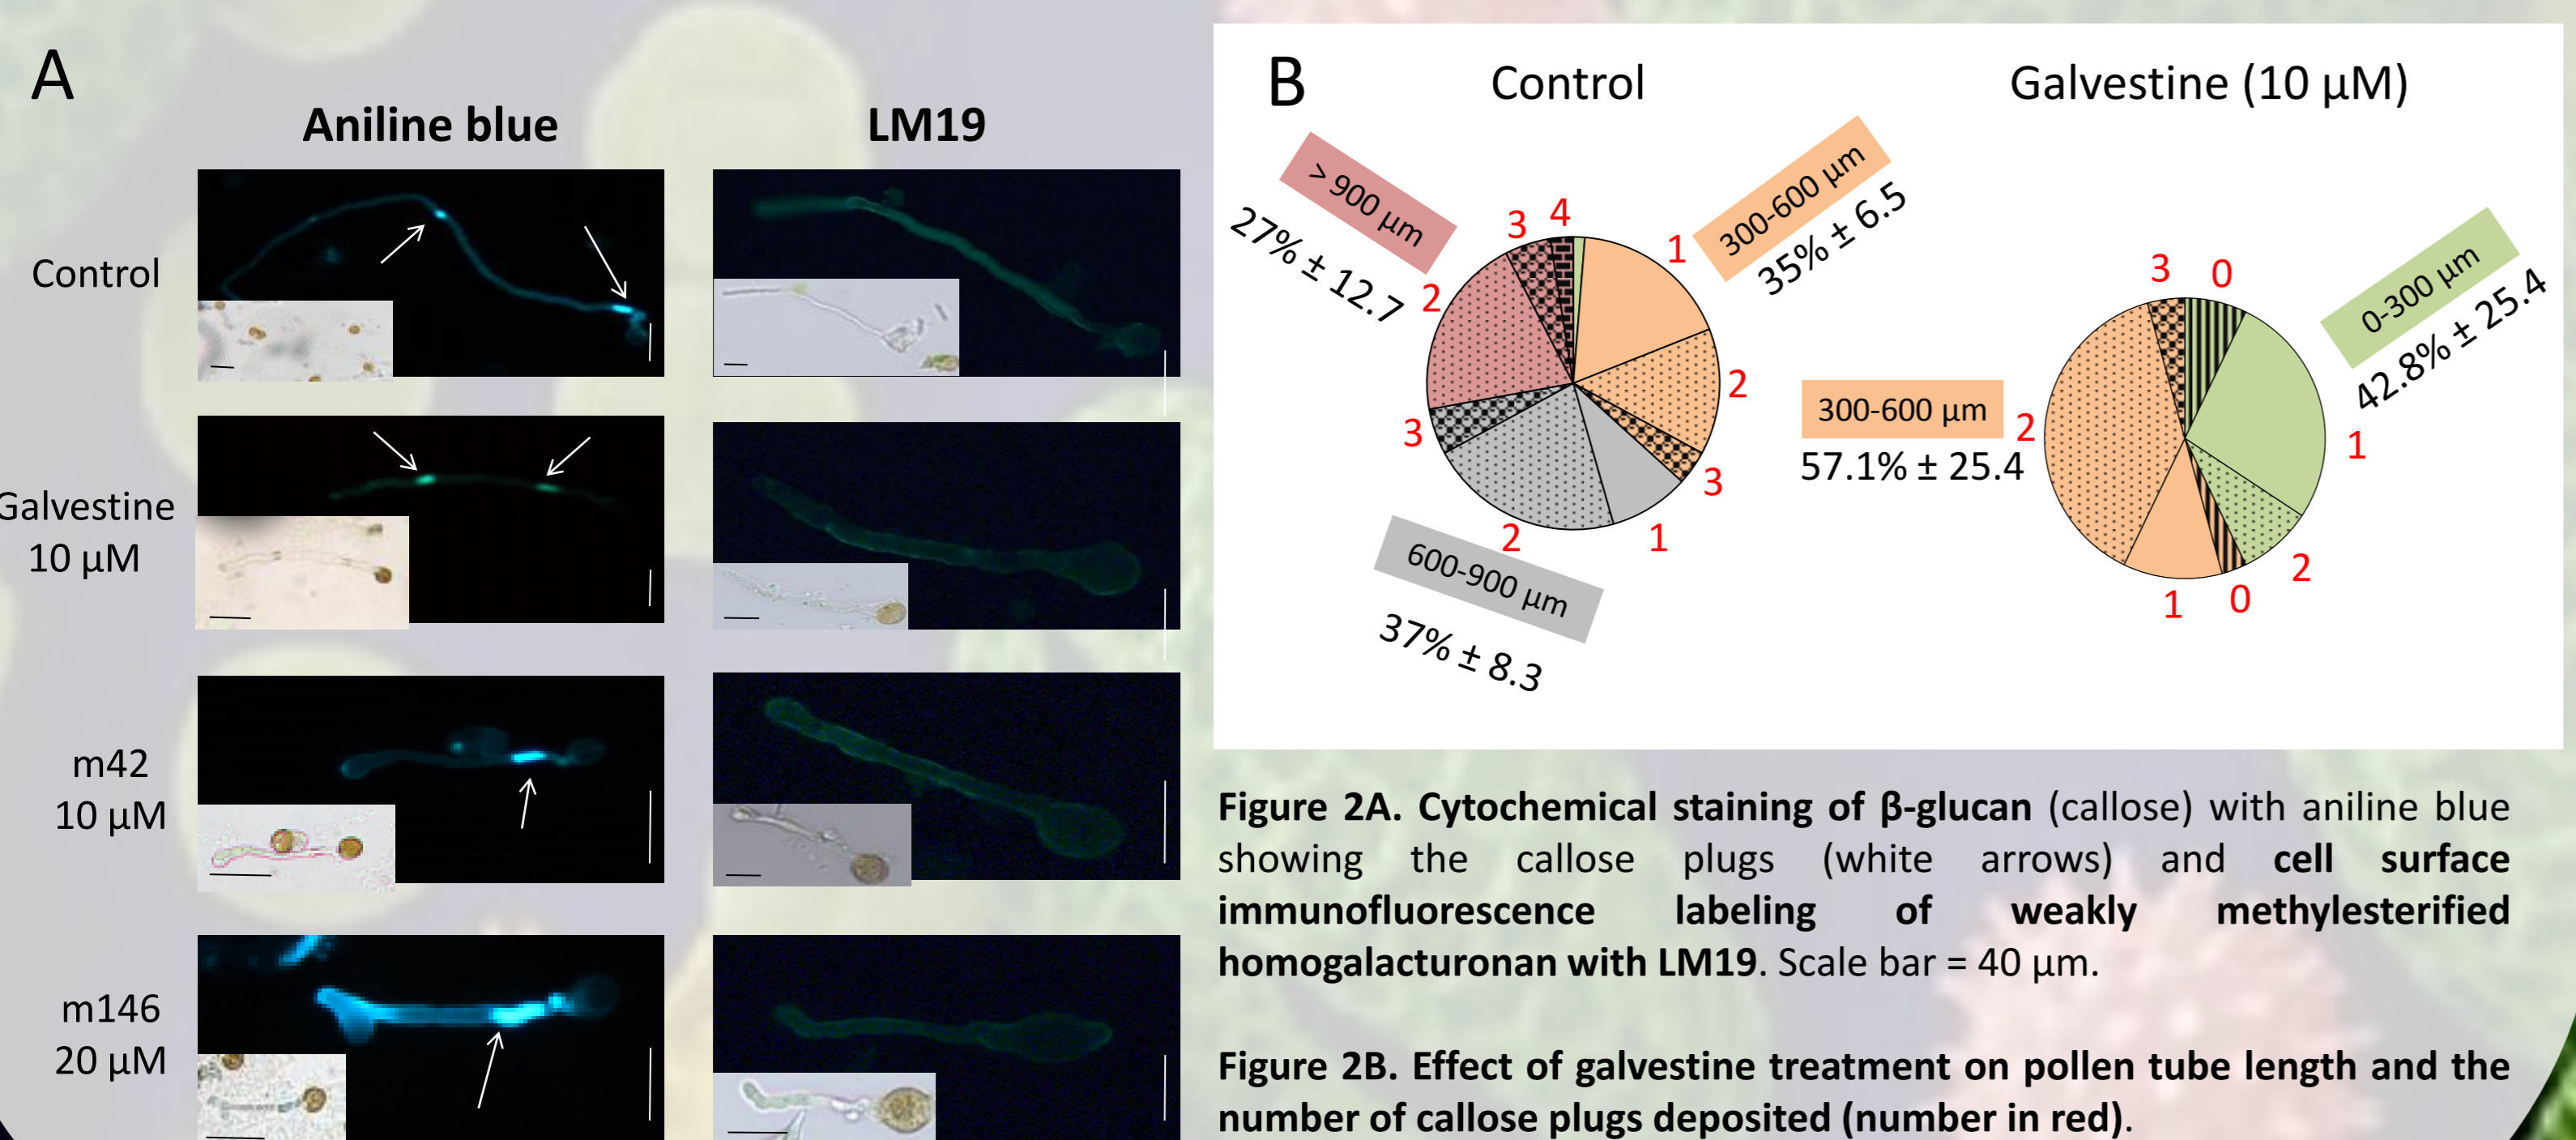 A
Aniline blue
LM19
Control
Galvestine
10 µM
m42
10 µM
m146
20 µM
B
Control
> 900 µm
27% ± 12.7
300-600 µm
35% ± 6.5
600-900 µm
37% ± 8.3
3
4
1
2
2
3
3
2
1
Galvestine (10 µM)
0-300 µm
42.8% ± 25.4
300-600 µm
57.1% ± 25.4
3
0
2
1
2
1
0
Figure 2A. Cytochemical staining of β-glucan (callose) with aniline blue
showing the callose plugs (white arrows) and cell surface
immunofluorescence labeling of weakly methylesterified
homogalacturonan with LM19. Scale bar = 40 µm.
Figure 2B. Effect of galvestine treatment on pollen tube length and the
number of callose plugs deposited (number in red).